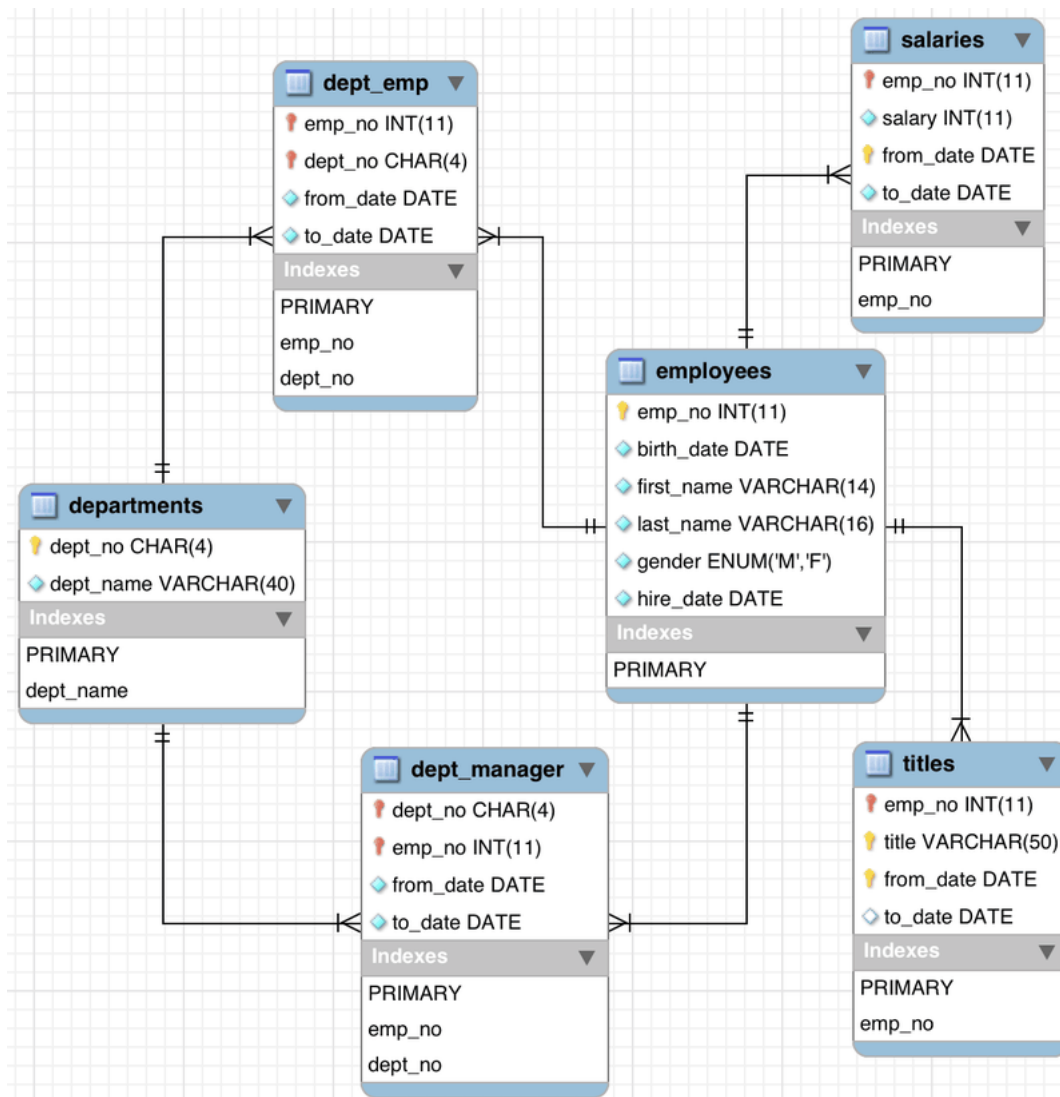 salaries
emp_no INT(11)
salary INT(11)
from_date DATE
to_date DATE
Indexes
PRIMARY
emp_no
dept_emp
emp_no INT(11)
dept_no CHAR(4)
from_date DATE
to_date DATE
Indexes
PRIMARY
emp_no
dept_no
employees
emp_no INT(11)
birth_date DATE
first_name VARCHAR(14)
last_name VARCHAR(16)
gender ENUM('M','F')
hire_date DATE
Indexes
PRIMARY
departments
dept_no CHAR(4)
dept_name VARCHAR(40)
Indexes
PRIMARY
dept_name
dept_manager
dept_no CHAR(4)
emp_no INT(11)
from_date DATE
to_date DATE
Indexes
PRIMARY
emp_no
dept_no
titles
emp_no INT(11)
title VARCHAR(50)
from_date DATE
to_date DATE
Indexes
PRIMARY
emp_no